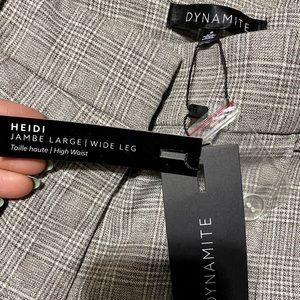 DYNAMITE
HEIDI
JAMBE LARGE | WIDE LEG
Taille haute | High Waist
DYNAMITE